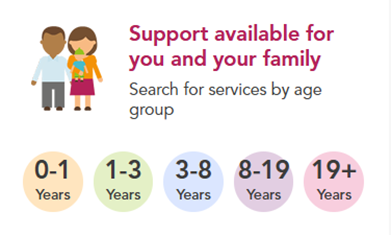 Support available for
you and your family
Search for services by age
group
0-1 1-3 3-8 8-19 19+
Years Years Years Years Years